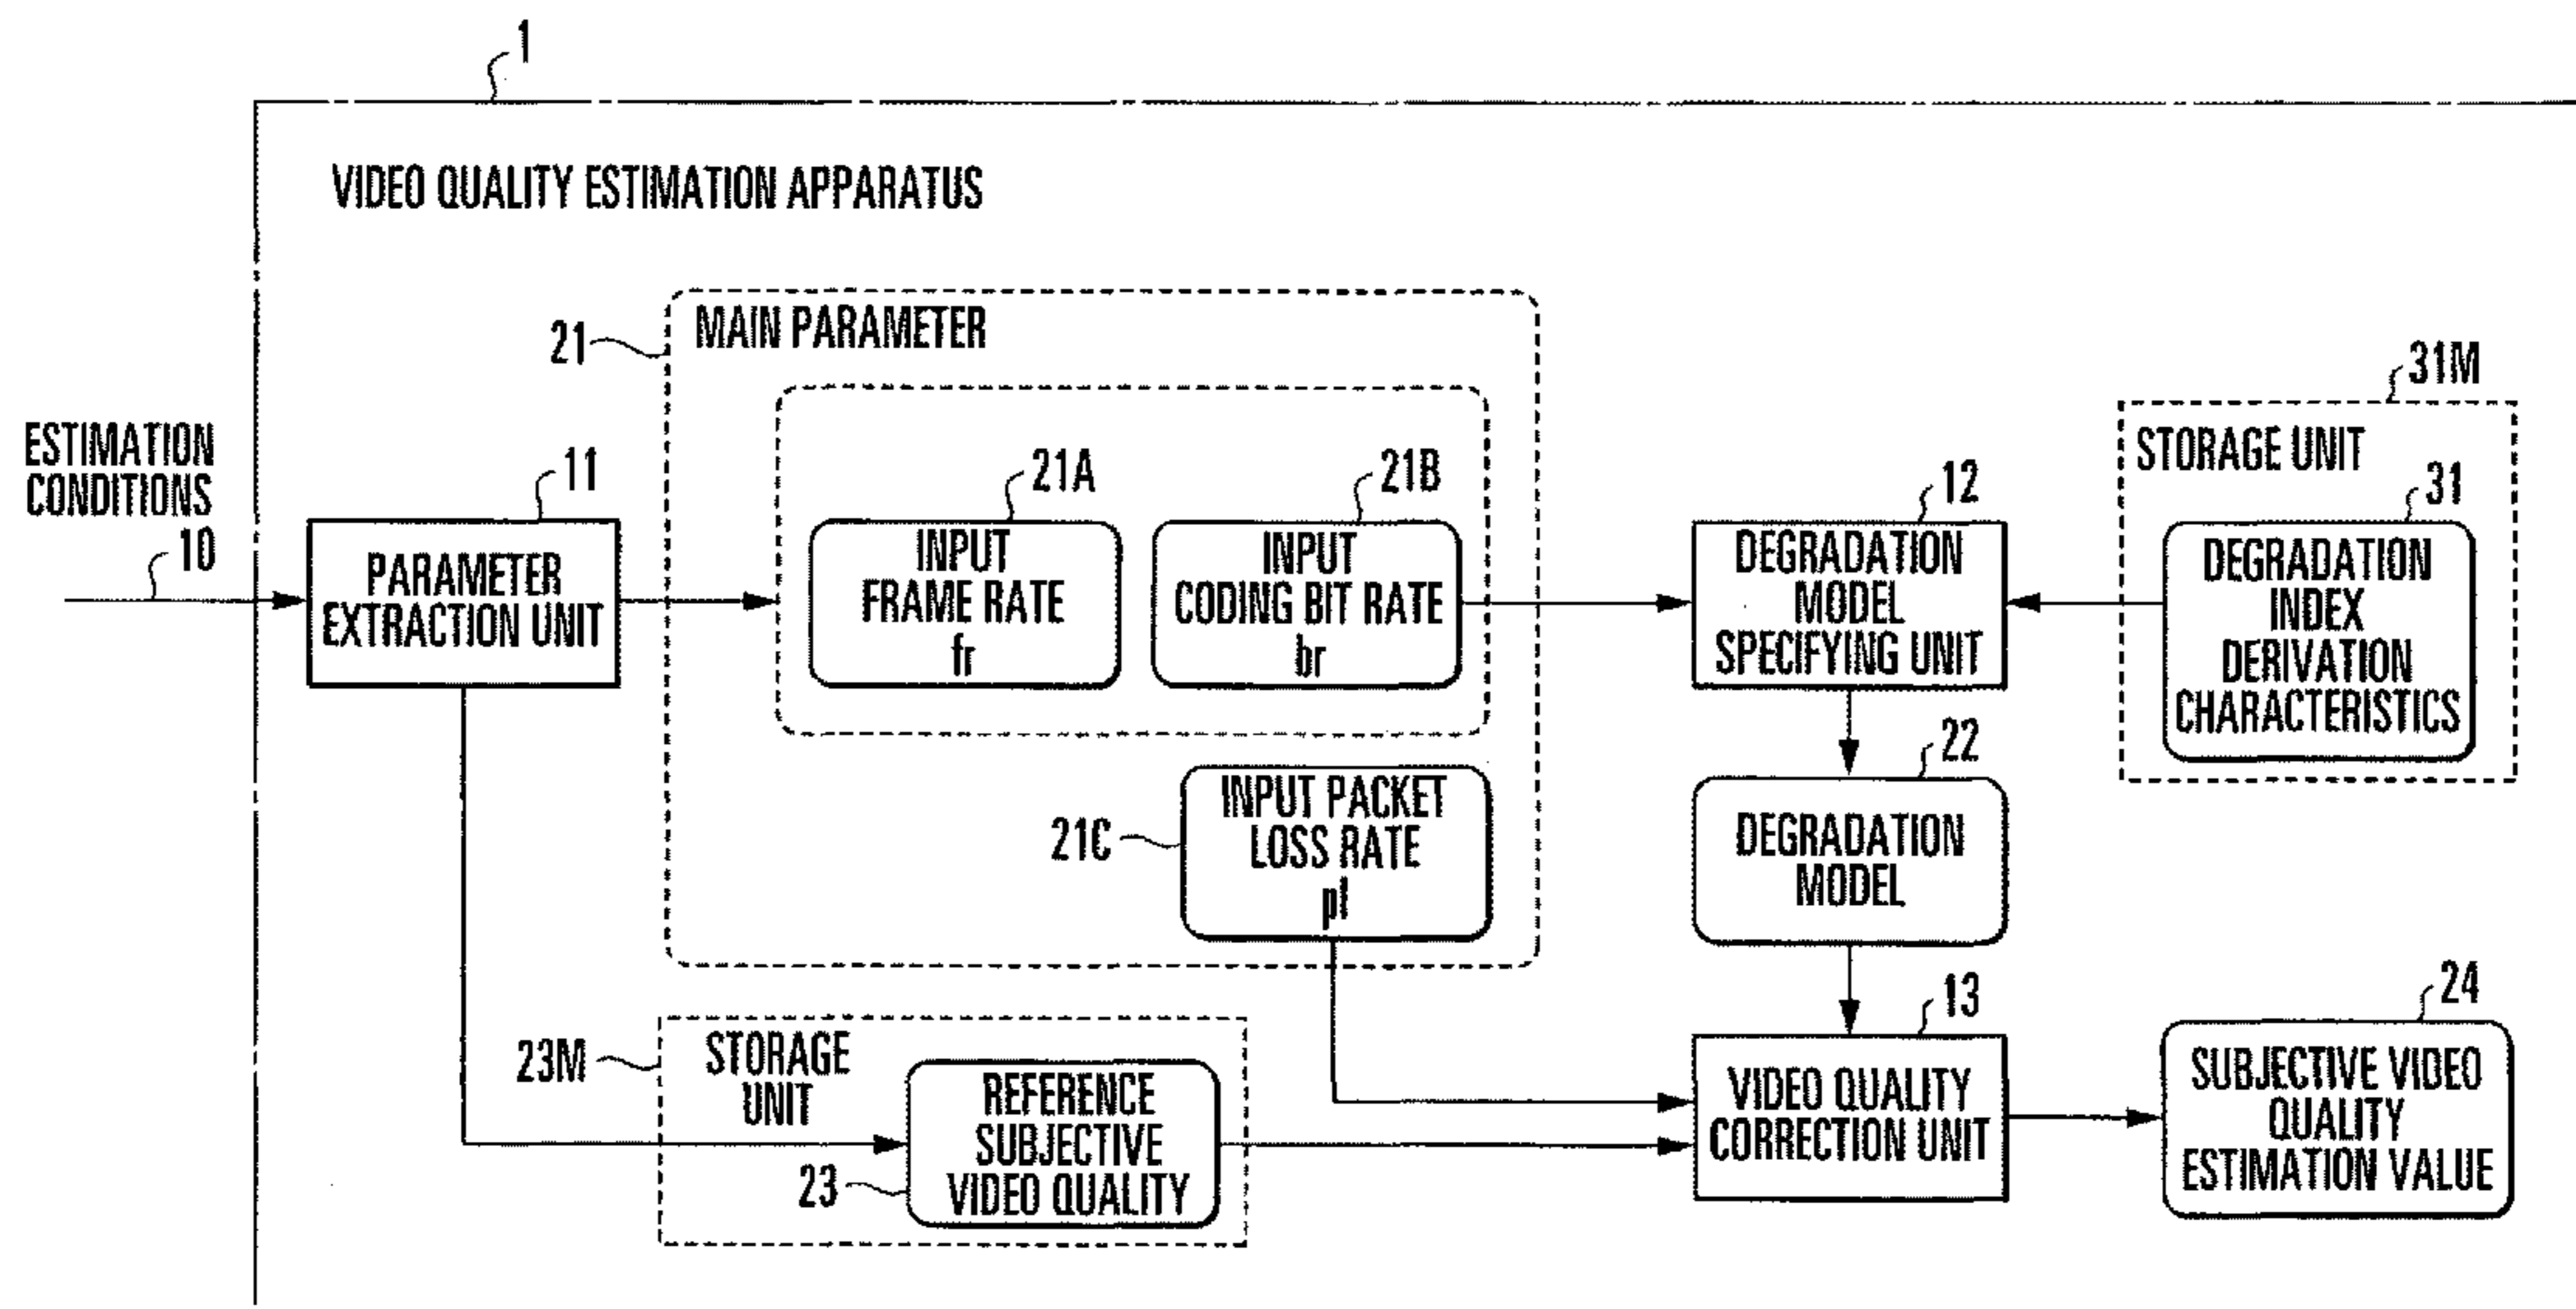 1
VIDEO QUALITY ESTIMATION APPARATUS
ESTIMATION
CONDITIONS
10
11
PARAMETER
EXTRACTION UNIT
21
MAIN PARAMETER
21A
INPUT
FRAME RATE
fr
21B
INPUT
CODING BIT RATE
br
21C
INPUT PACKET
LOSS RATE
pl
12
DEGRADATION
MODEL
SPECIFYING UNIT
31M
STORAGE UNIT
31
DEGRADATION
INDEX
DERIVATION
CHARACTERISTICS
22
DEGRADATION
MODEL
23M
STORAGE
UNIT
23
REFERENCE
SUBJECTIVE
VIDEO QUALITY
13
VIDEO QUALITY
CORRECTION UNIT
24
SUBJECTIVE VIDEO
QUALITY
ESTIMATION VALUE